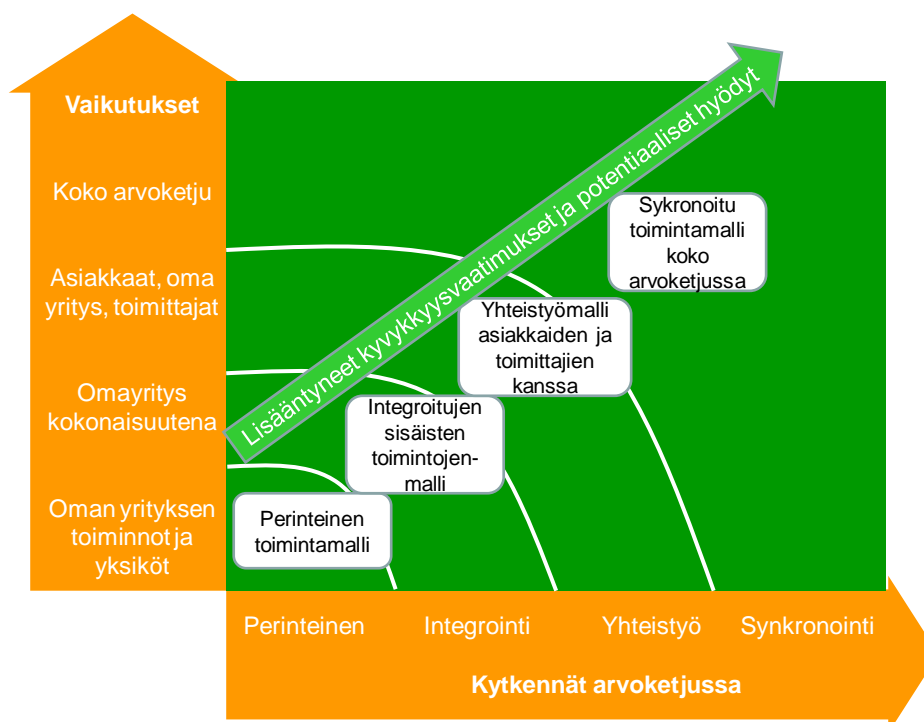 Vaikutukset
Koko arvoketju
Asiakkaat, oma
yritys, toimittajat
Omayritys
kokonaisuutena
Oman yrityksen
toiminnot ja
yksiköt
Lisääntyneet kyvykkyysvaatimukset ja potentiaaliset hyödyt
Sykronoitu
toimintamalli
koko
arvoketjussa
Yhteistyömalli
asiakkaiden ja
toimittajien
kanssa
Integroitujen
sisäisten
toimintojen-
malli
Perinteinen
toimintamalli
Perinteinen
Integrointi
Yhteistyö
Synkronointi
Kytkennät arvoketjussa